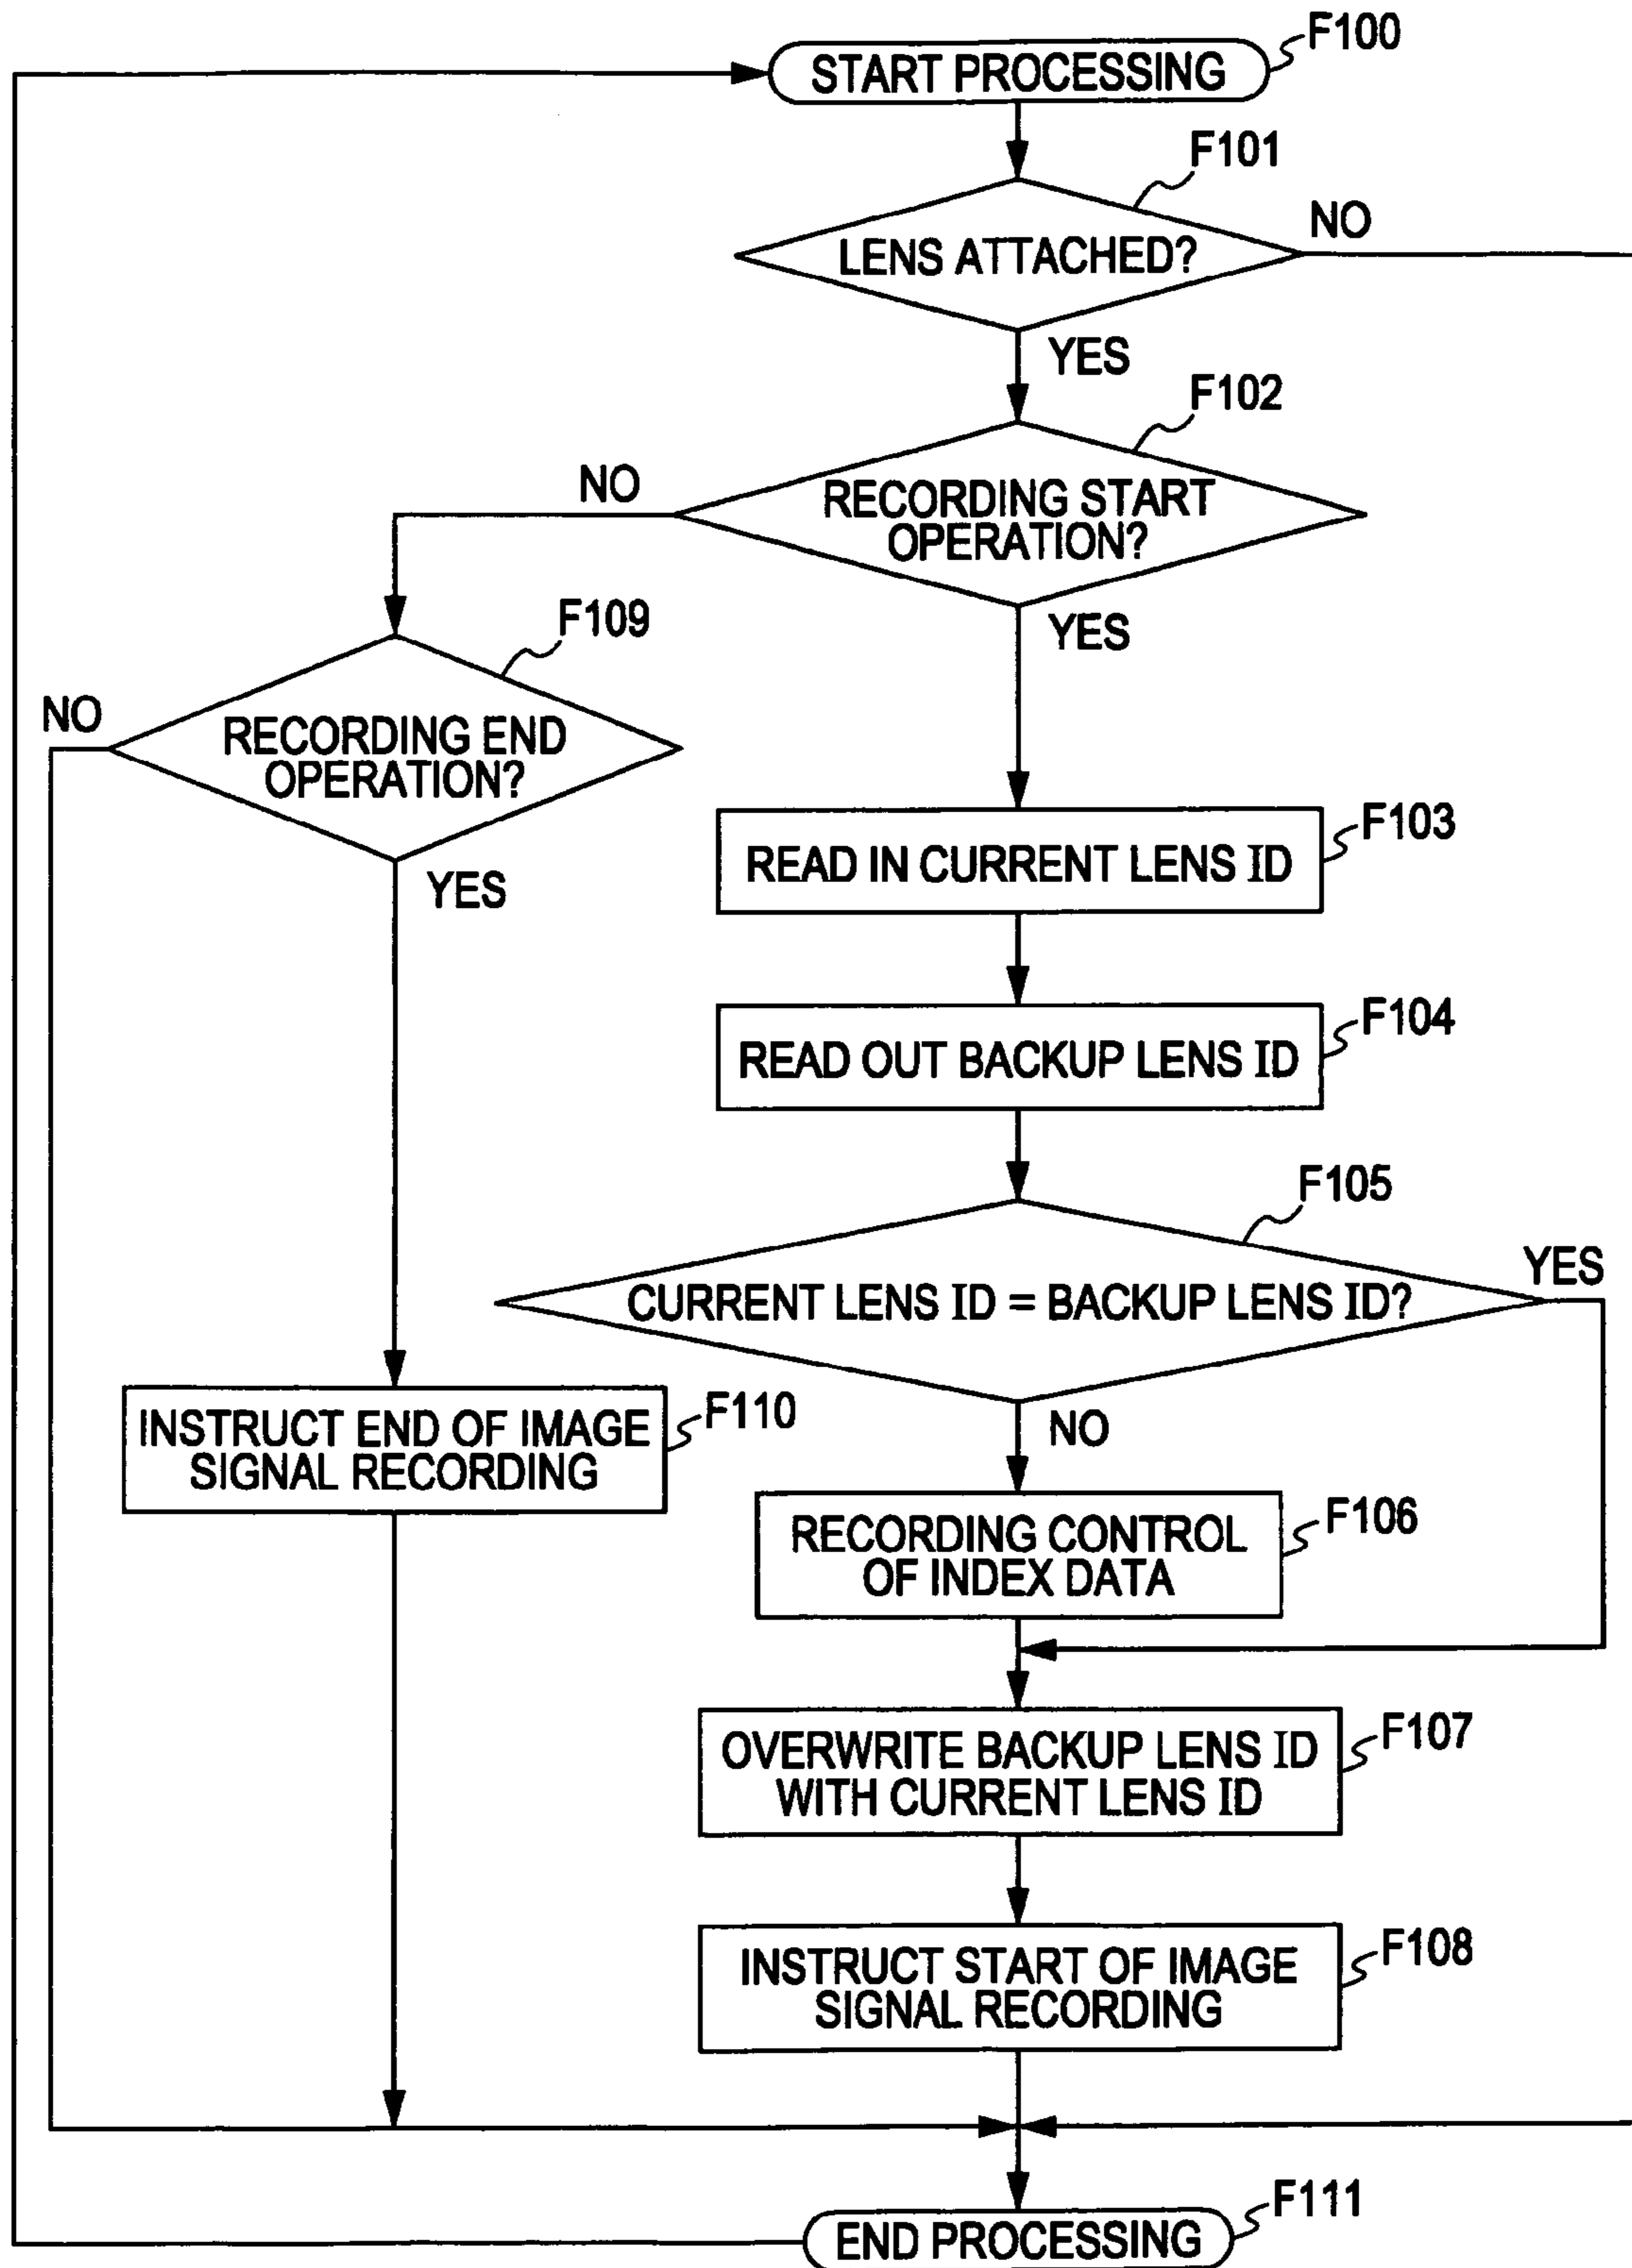 F100
START PROCESSING
F101
LENS ATTACHED?
NO
YES
F102
RECORDING START
OPERATION?
NO
YES
F109
RECORDING END
OPERATION?
NO
YES
F103
READ IN CURRENT LENS ID
F104
READ OUT BACKUP LENS ID
F105
CURRENT LENS ID = BACKUP LENS ID?
YES
NO
F110
INSTRUCT END OF IMAGE
SIGNAL RECORDING
F106
RECORDING CONTROL
OF INDEX DATA
F107
OVERWRITE BACKUP LENS ID
WITH CURRENT LENS ID
F108
INSTRUCT START OF IMAGE
SIGNAL RECORDING
F111
END PROCESSING